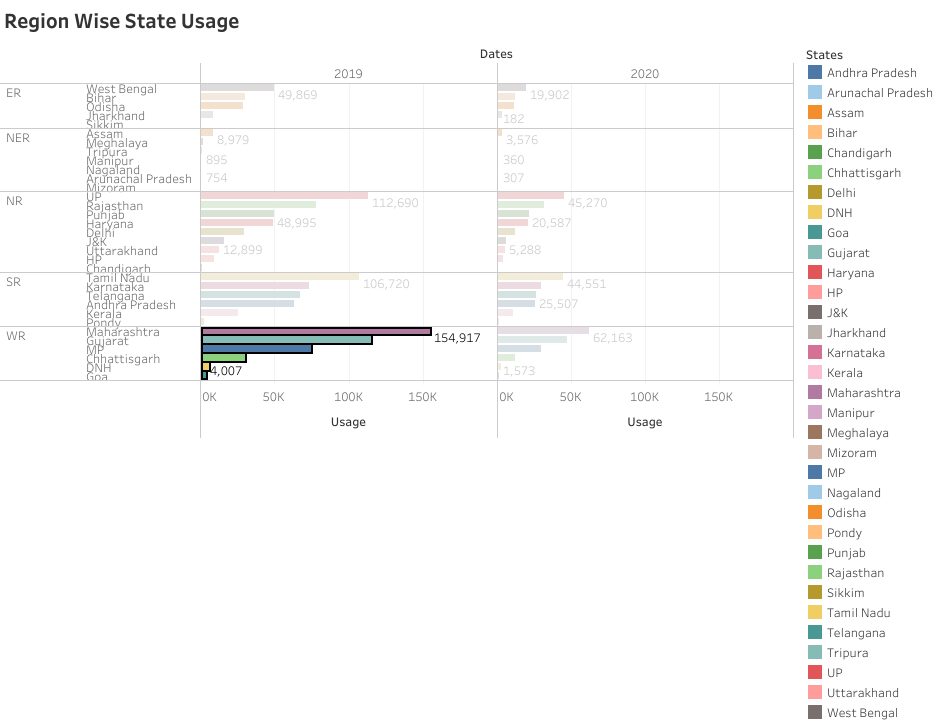 Region Wise State Usage
Dates
States
2019
2020
ER
West Bengal
49,869
19,902
Bihar
Odisha
Jharkhand
182
Sikkim
NER
Assam
8,979
3,576
Meghalaya
Tripura
Manipur
895
360
Nagaland
Arunachal Pradesh
754
307
Mizoram
NR
UP
112,690
45,270
Rajasthan
Punjab
Haryana
48,995
20,587
Delhi
J&K
Uttarakhand
12,899
5,288
HP
Chandigarh
SR
Tamil Nadu
106,720
44,551
Karnataka
Telangana
Andhra Pradesh
25,507
Kerala
Pondy
WR
Maharashtra
154,917
62,163
Gujarat
MP
Chhattisgarh
DNH
4,007
1,573
Goa
0K 50K 100K 150K
0K 50K 100K 150K
Usage
Usage
Andhra Pradesh
Arunachal Pradesh
Assam
Bihar
Chandigarh
Chhattisgarh
Delhi
DNH
Goa
Gujarat
Haryana
HP
J&K
Jharkhand
Karnataka
Kerala
Maharashtra
Manipur
Meghalaya
Mizoram
MP
Nagaland
Odisha
Pondy
Punjab
Rajasthan
Sikkim
Tamil Nadu
Telangana
Tripura
UP
Uttarakhand
West Bengal